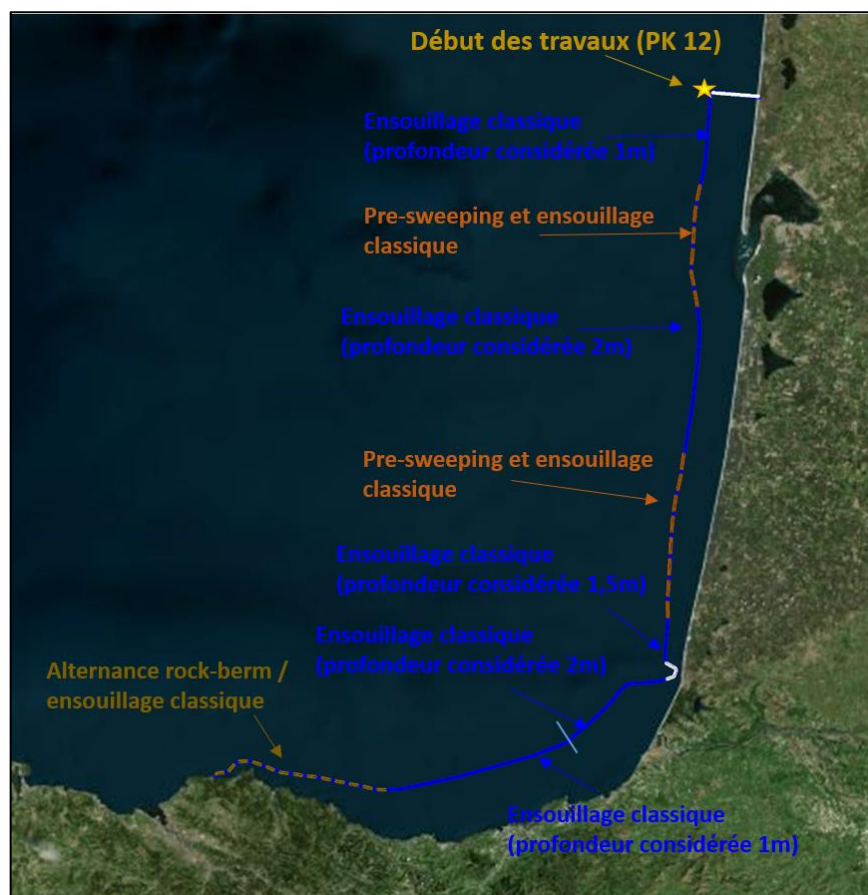 Début des travaux (PK 12)
Ensouillage classique
(profondeur considérée 1m)
Pre-sweeping et ensouillage
classique
Ensouillage classique
(profondeur considérée 2m)
Pre-sweeping et ensouillage
classique
Ensouillage classique
(profondeur considérée 1,5m)
Ensouillage classique
(profondeur considérée 2m)
Alternance rock-berm /
ensouillage classique
Ensouillage classique
(profondeur considérée 1m)